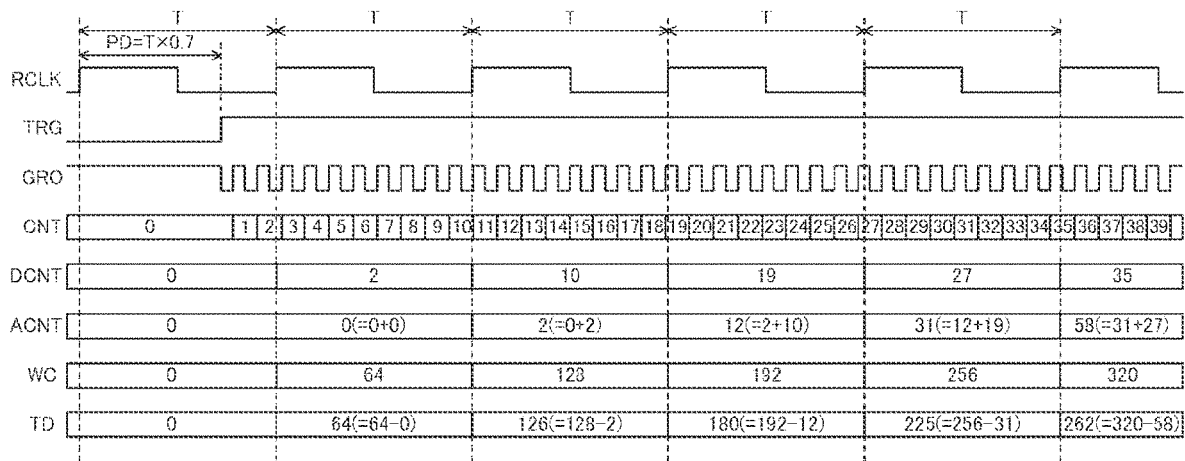 T T T T T
PD=T×0.7
RCLK
TRG
GRO
CNT 0 1 2 3 4 5 6 7 8 9 10 11 12 13 14 15 16 17 18 19 20 21 22 23 24 25 26 27 28 29 30 31 32 33 34 35 36 37 38 39
DCNT 0 2 10 19 27 35
ACNT 0 0(=0+0) 2(=0+2) 12(=2+10) 31(=12+19) 58(=31+27)
WC 0 64 128 192 256 320
TD 0 64(=64-0) 126(=128-2) 180(=192-12) 225(=256-31) 262(=320-58)